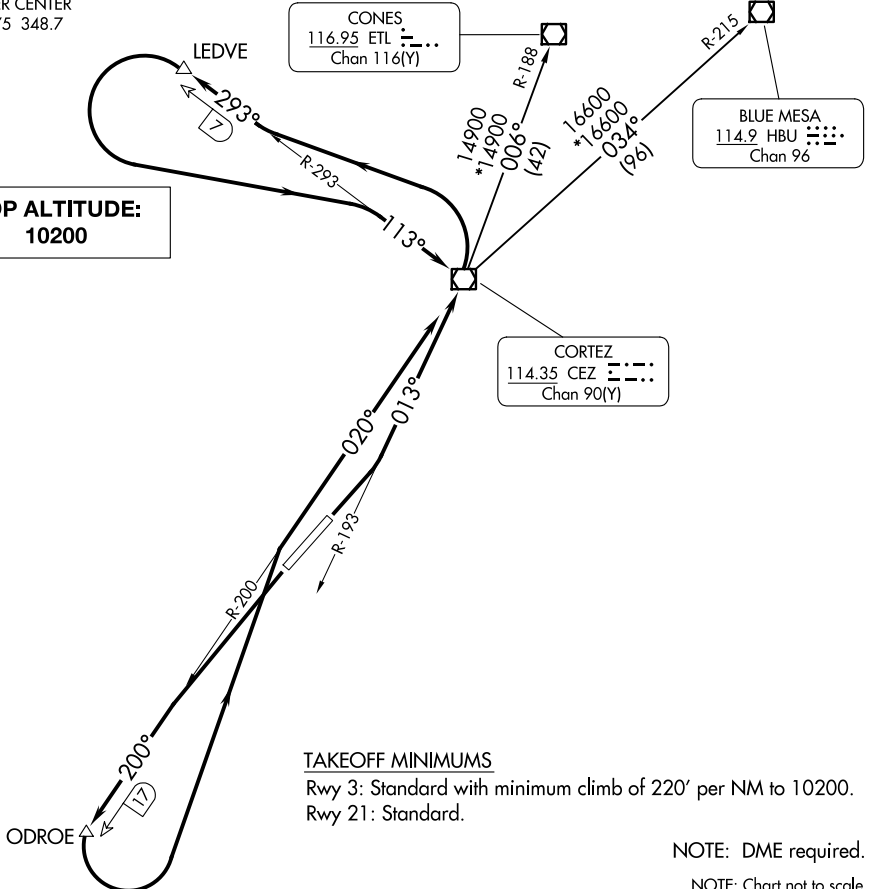 CENTER
348.7
LEDVE
CONES
116.95 ETL
Chan 116(Y)
R-188
R-215
BLUE MESA
114.9 HBU
Chan 96
293°
7
R-293
113°
14900
*14900
006°
(42)
16600
*16600
034°
(96)
P ALTITUDE:
10200
CORTEZ
114.35 CEZ
Chan 90(Y)
020°
013°
R-193
R-200
200°
17
ODROE
TAKEOFF MINIMUMS
Rwy 3: Standard with minimum climb of 220' per NM to 10200.
Rwy 21: Standard.
NOTE: DME required.
NOTE: Chart not to scale